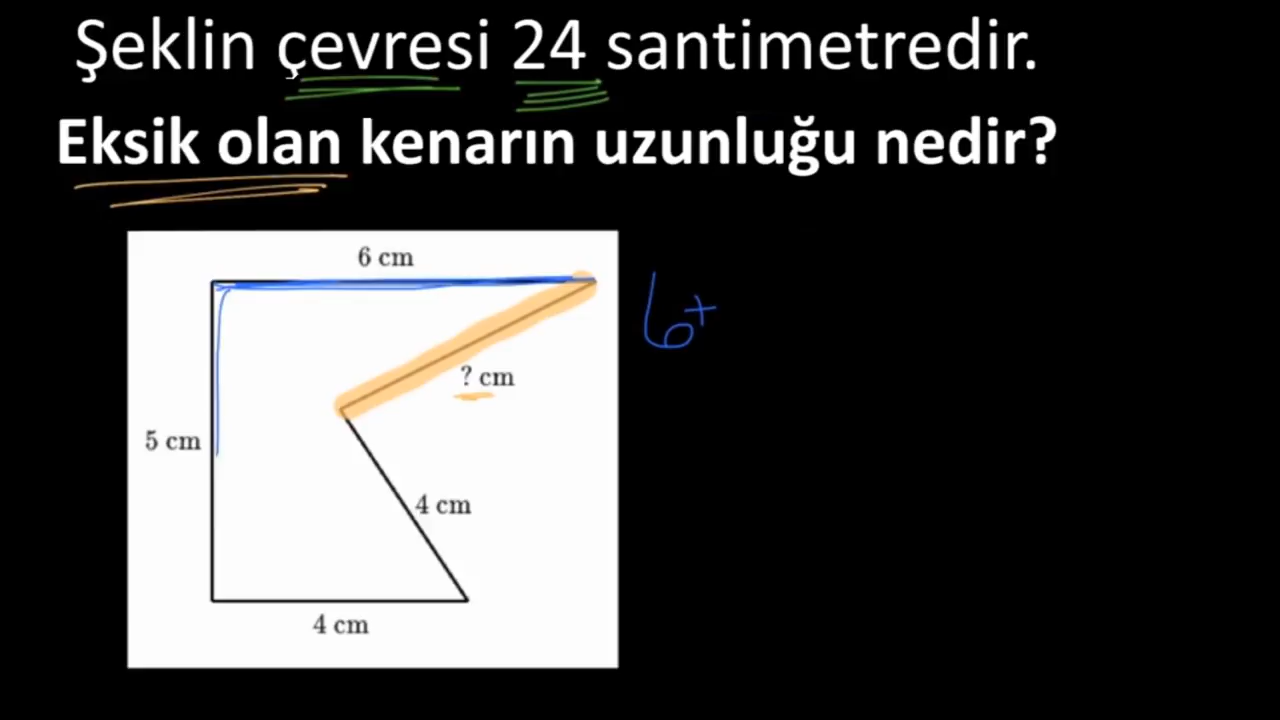 Şeklin çevresi 24 santimetredir.
Eksik olan kenarın uzunluğu nedir?
6 cm
6+
? cm
5 cm
4 cm
4 cm